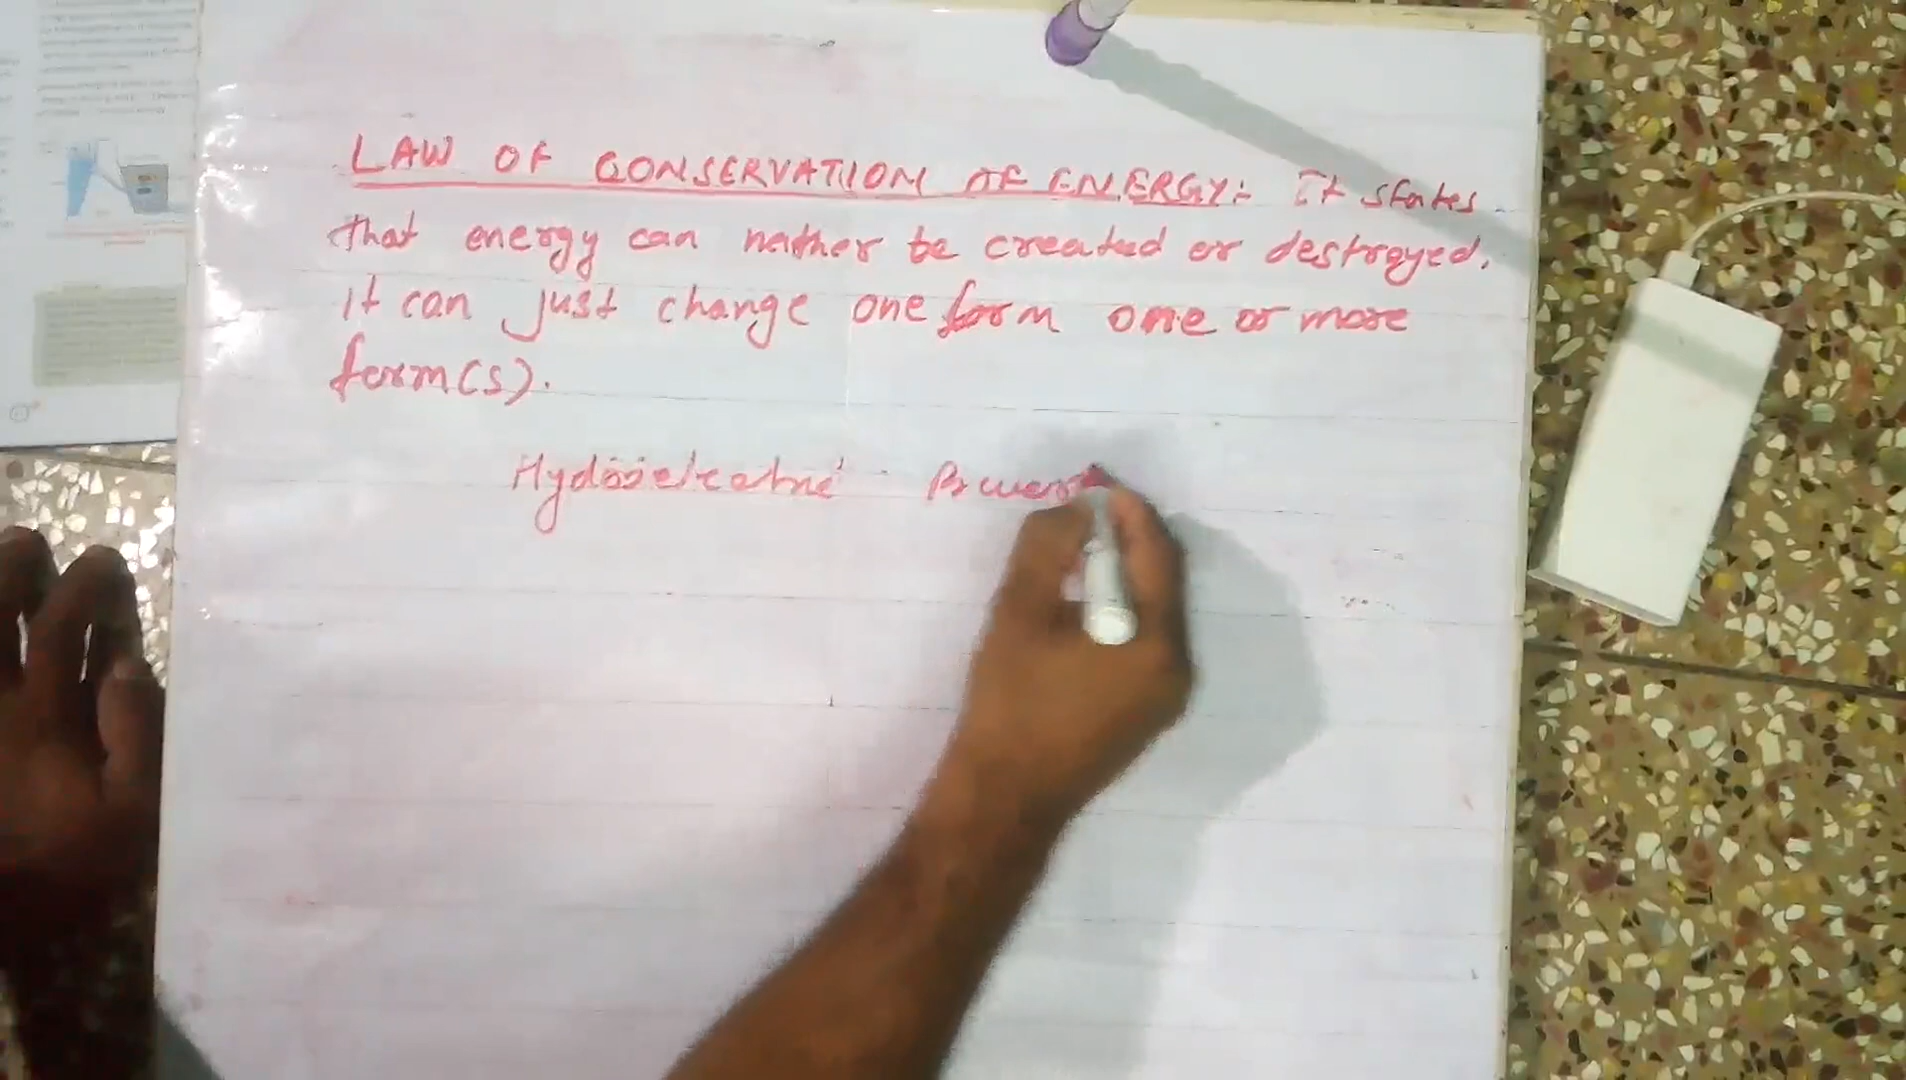 LAW OF CONSERVATION OF ENERGY:- It states
that energy can neither be created or destroyed.
it can just change one form one or more
form(s).
Hydroelectric Power